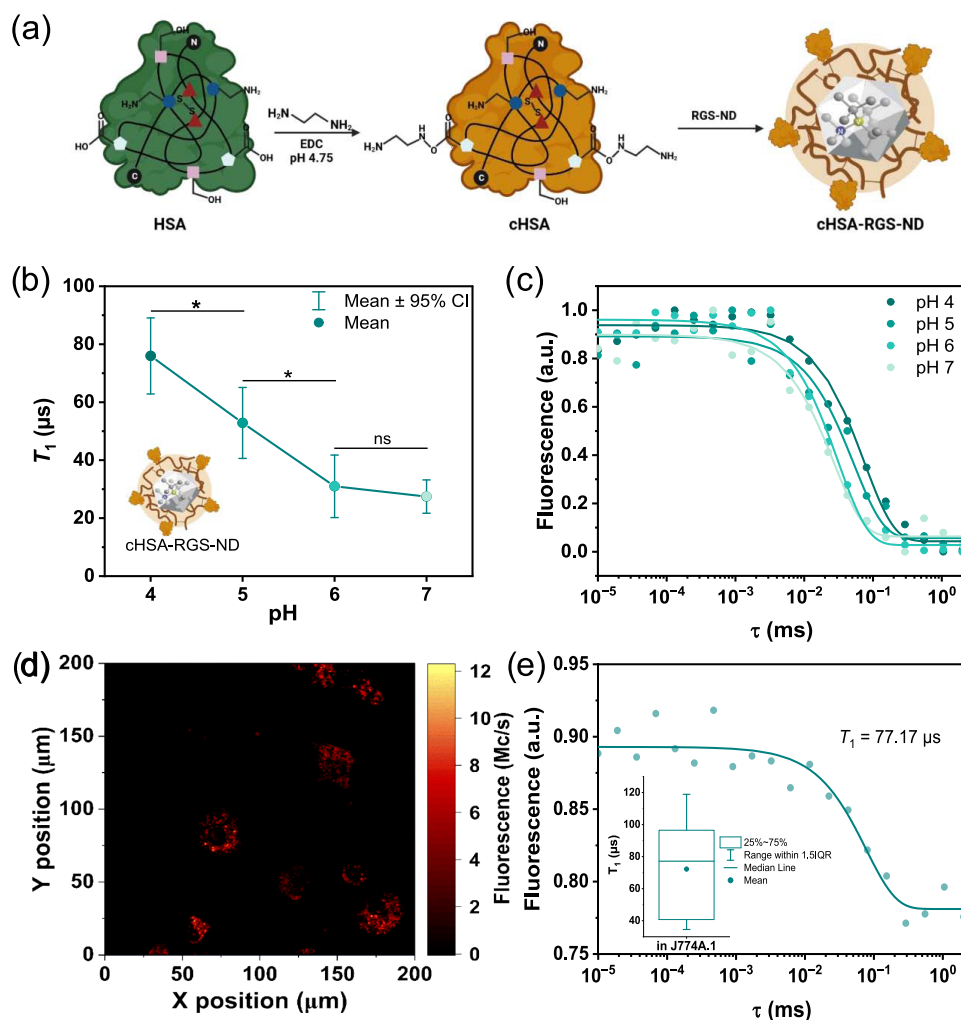 (a)
OH
N
H₂N
NH₂
S
S
HO
O
O
OH
C
OH
HSA
H₂N
NH₂
EDC
pH 4.75
OH
N
H₂N
NH₂
S
S
H₂N
H
N
O
O
O
O
N
H
NH₂
C
OH
cHSA
RGS-ND
N
V
cHSA-RGS-ND
(b)
100
80
60
40
20
0
T₁ (µs)
*
*
ns
Mean ± 95% CI
Mean
cHSA-RGS-ND
4 5 6 7
pH
(c)
1.0
0.8
0.6
0.4
0.2
0.0
Fluorescence (a.u.)
pH 4
pH 5
pH 6
pH 7
10⁻⁵ 10⁻⁴ 10⁻³ 10⁻² 10⁻¹ 10⁰
τ (ms)
(d)
200
150
100
50
0
Y position (µm)
0 50 100 150 200
X position (µm)
12
10
8
6
4
2
0
Fluorescence (Mc/s)
(e)
0.95
0.90
0.85
0.80
0.75
Fluorescence (a.u.)
T₁ = 77.17 µs
120
100
80
60
40
T₁ (µs)
25%~75%
Range within 1.5IQR
Median Line
Mean
in J774A.1
10⁻⁵ 10⁻⁴ 10⁻³ 10⁻² 10⁻¹ 10⁰
τ (ms)